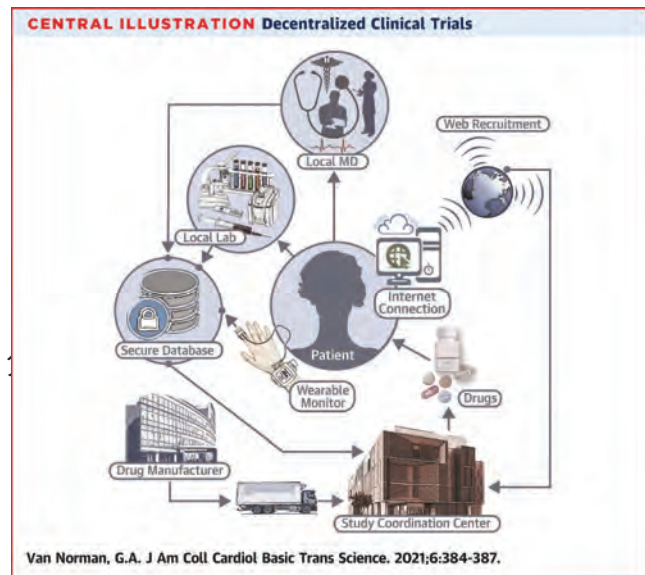 CENTRAL ILLUSTRATION Decentralized Clinical Trials
Local MD
Web Recruitment
Local Lab
Internet
Connection
Secure Database
Patient
Wearable
Monitor
Drugs
Drug Manufacturer
Study Coordination Center
Van Norman, G.A. J Am Coll Cardiol Basic Trans Science. 2021;6:384-387.